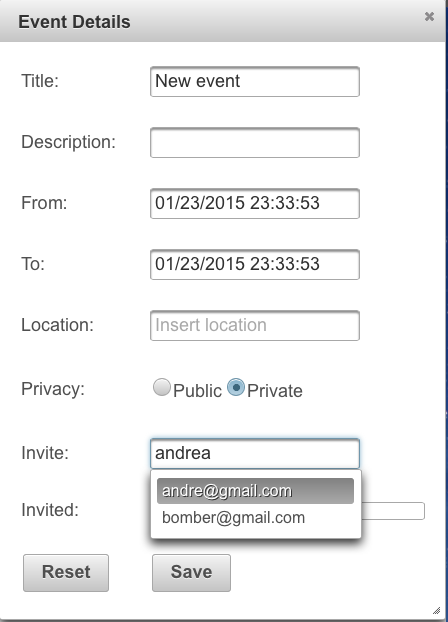 Event Details
Title: New event
Description:
From: 01/23/2015 23:33:53
To: 01/23/2015 23:33:53
Location: Insert location
Privacy: Public Private
Invite: andrea
andre@gmail.com
Invited: bomber@gmail.com
Reset Save